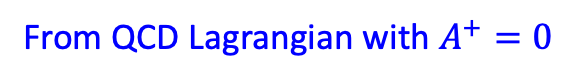 From QCD Lagrangian with A⁺ = 0